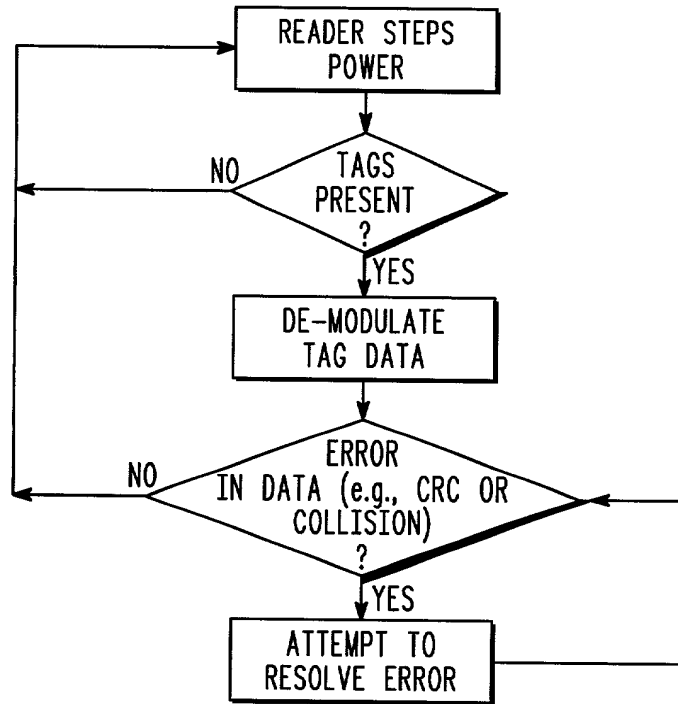 READER STEPS
POWER
NO
TAGS
PRESENT
?
YES
DE-MODULATE
TAG DATA
NO
ERROR
IN DATA (e.g., CRC OR
COLLISION)
?
YES
ATTEMPT TO
RESOLVE ERROR